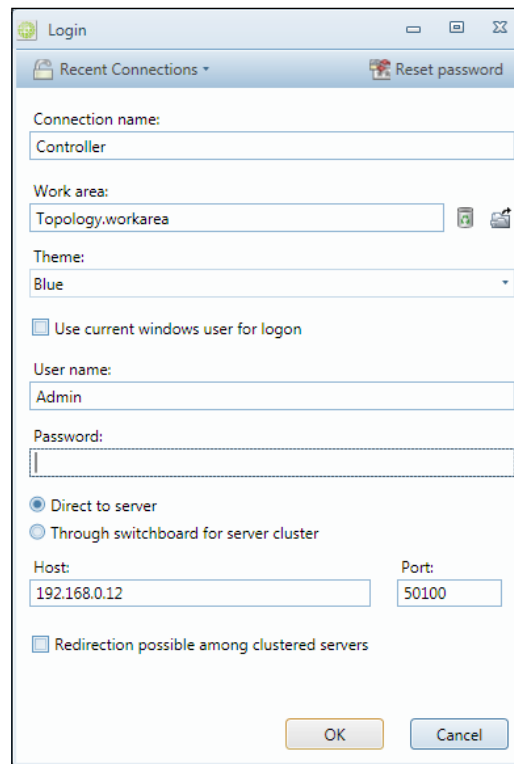 Login
Recent Connections Reset password
Connection name:
Controller
Work area:
Topology.workarea
Theme:
Blue
Use current windows user for logon
User name:
Admin
Password:
Direct to server
Through switchboard for server cluster
Host: Port:
192.168.0.12 50100
Redirection possible among clustered servers
OK Cancel